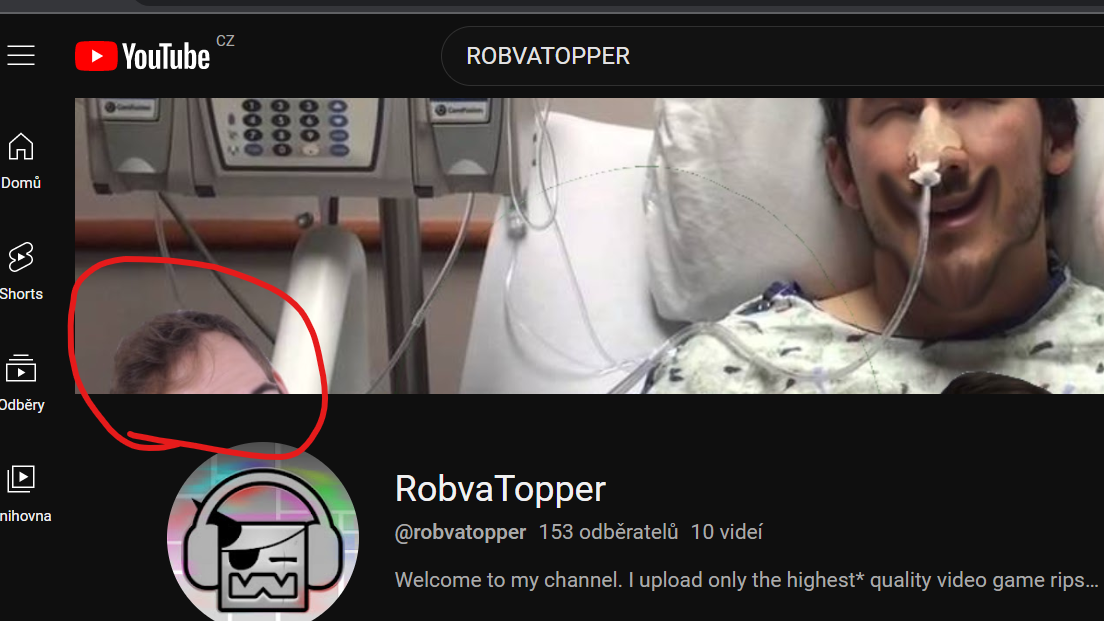 YouTube CZ
ROBVATOPPER
Domů
Shorts
Odběry
nihovna
RobvaTopper
@robvatopper 153 odběratelů 10 videí
Welcome to my channel. I upload only the highest* quality video game rips...